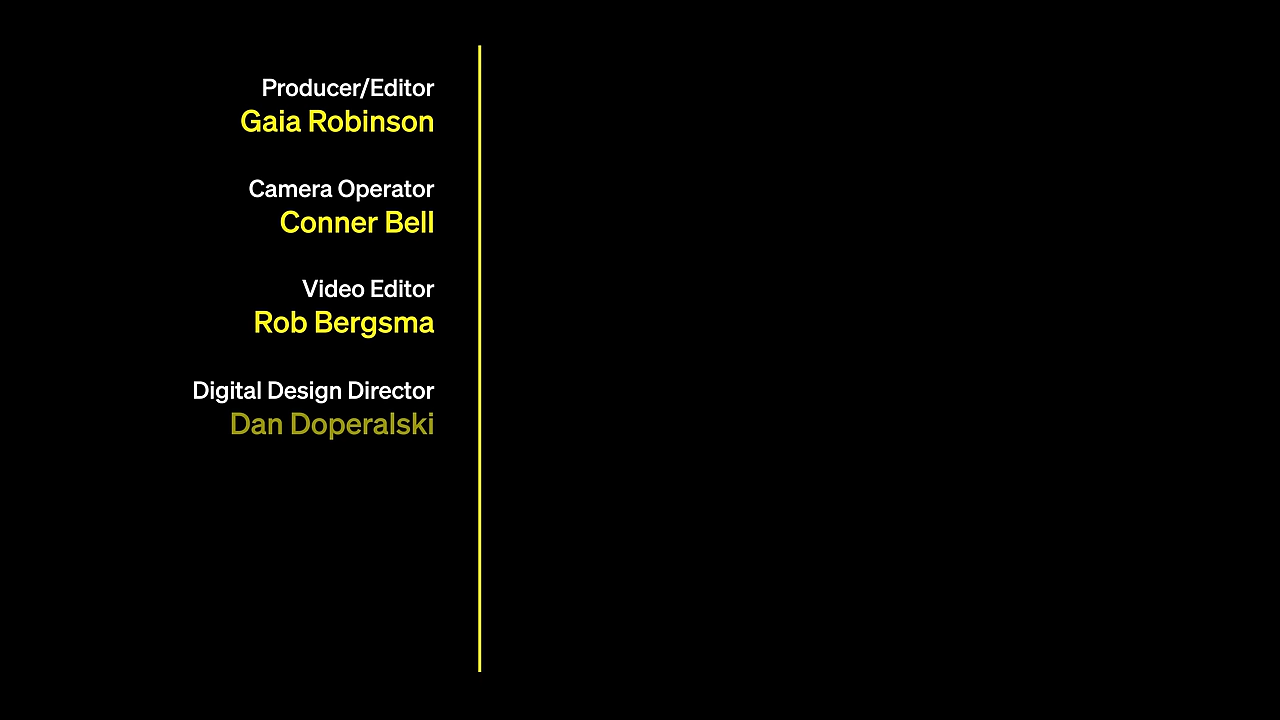 Producer/Editor
Gaia Robinson
Camera Operator
Conner Bell
Video Editor
Rob Bergsma
Digital Design Director
Dan Doperalski